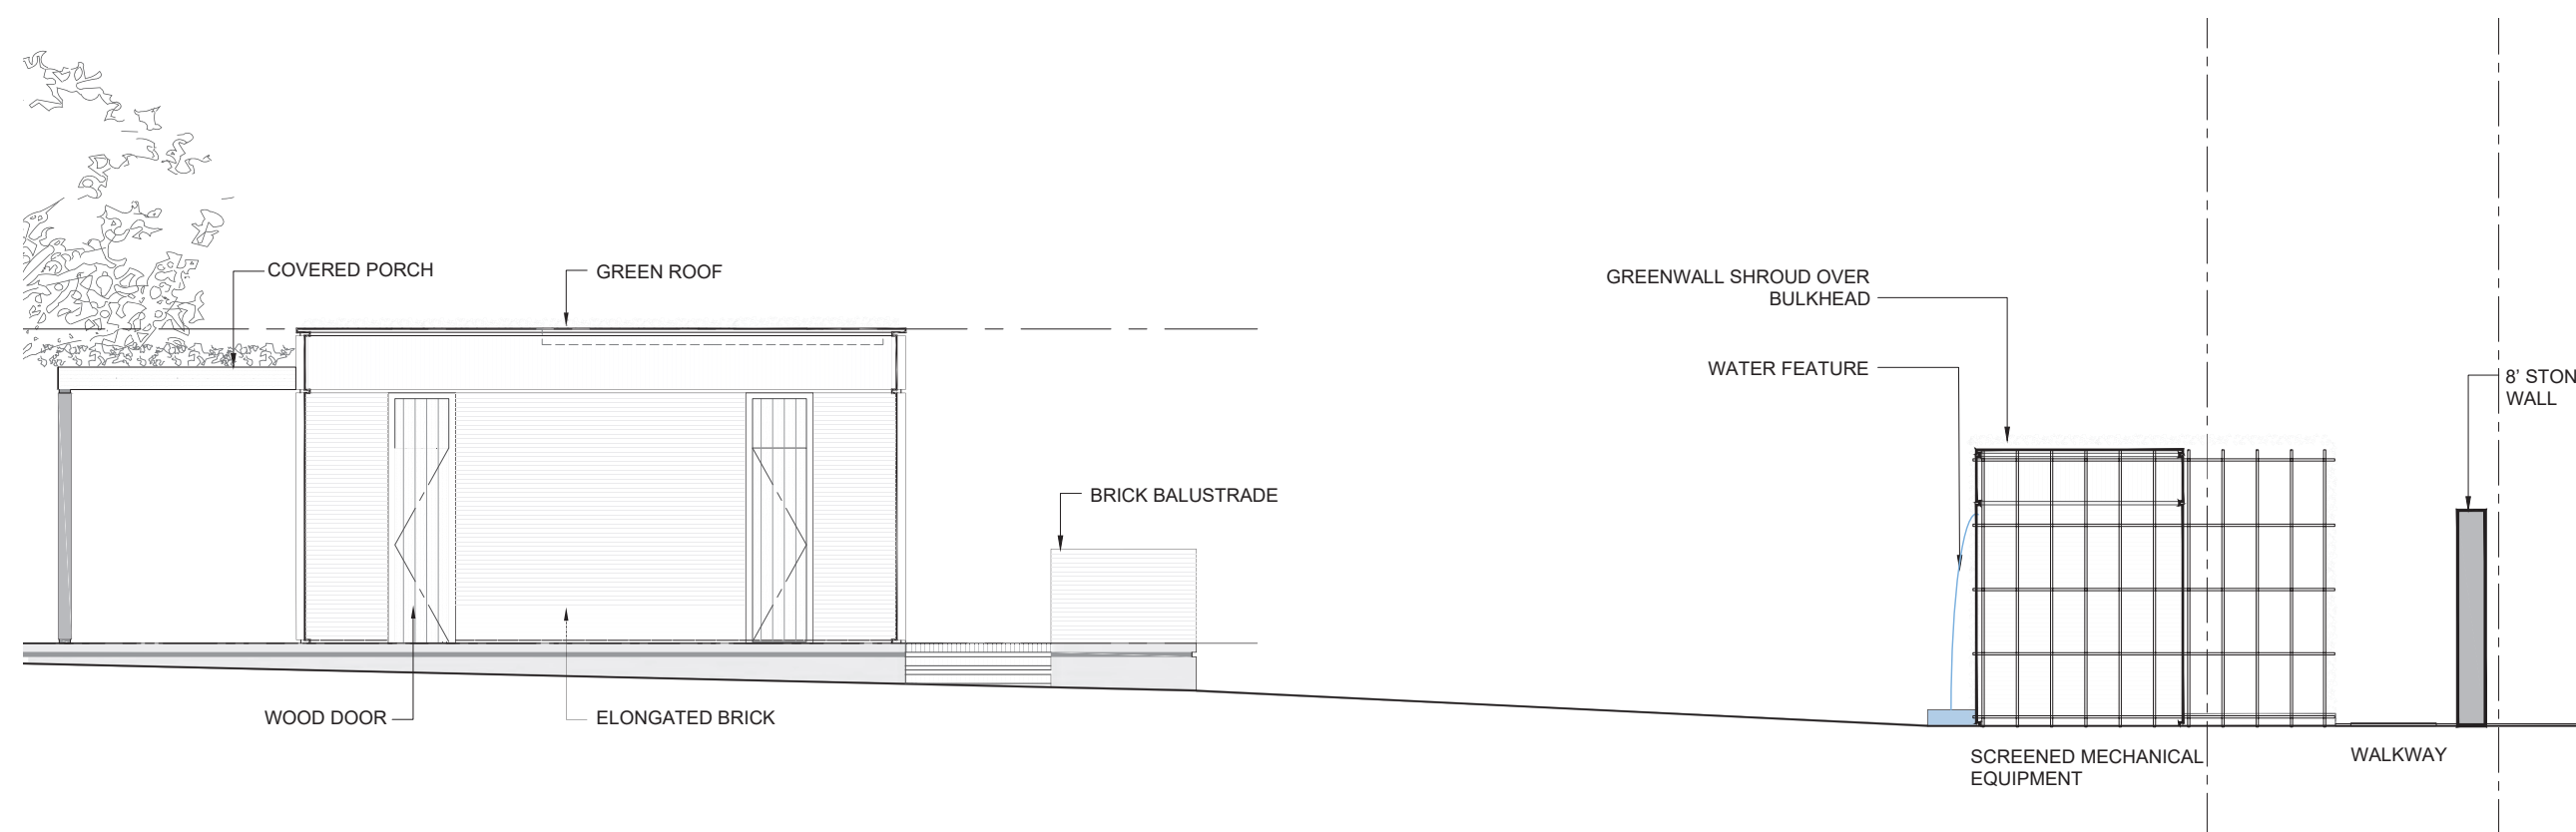 COVERED PORCH
GREEN ROOF
GREENWALL SHROUD OVER
BULKHEAD
WATER FEATURE
8' STON
WALL
BRICK BALUSTRADE
WOOD DOOR
ELONGATED BRICK
SCREENED MECHANICAL
EQUIPMENT
WALKWAY